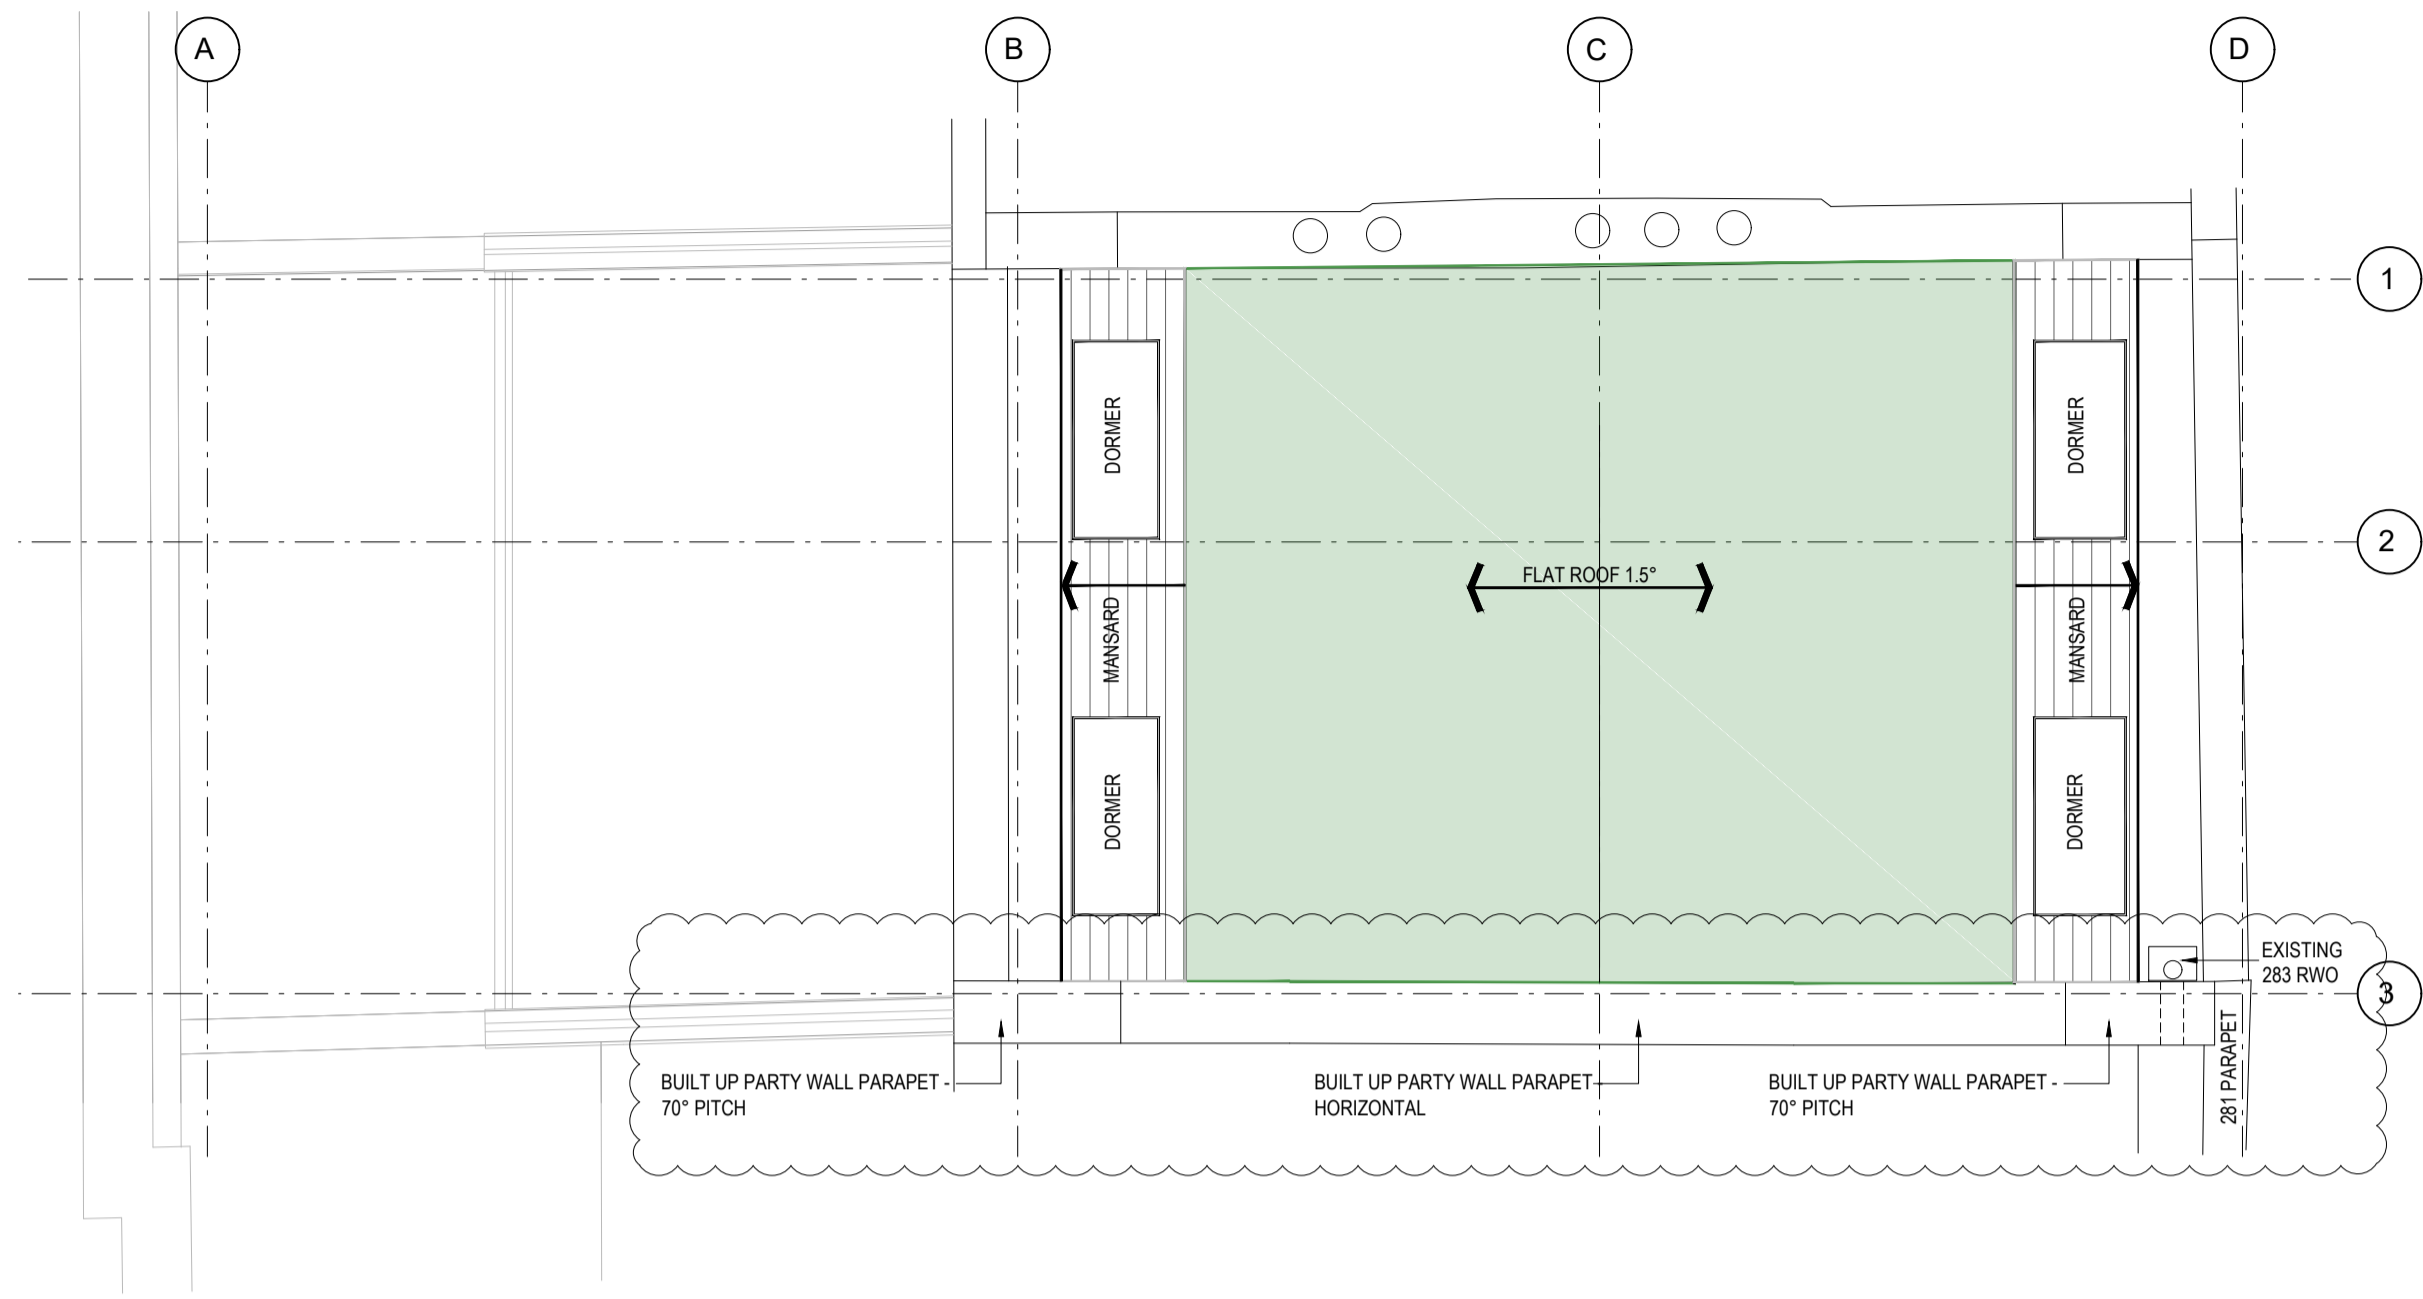 A
B
C
D
1
DORMER
DORMER
2
FLAT ROOF 1.5°
MANSARD
MANSARD
DORMER
DORMER
EXISTING
283 RWO
3
281 PARAPET
BUILT UP PARTY WALL PARAPET -
70° PITCH
BUILT UP PARTY WALL PARAPET -
HORIZONTAL
BUILT UP PARTY WALL PARAPET -
70° PITCH